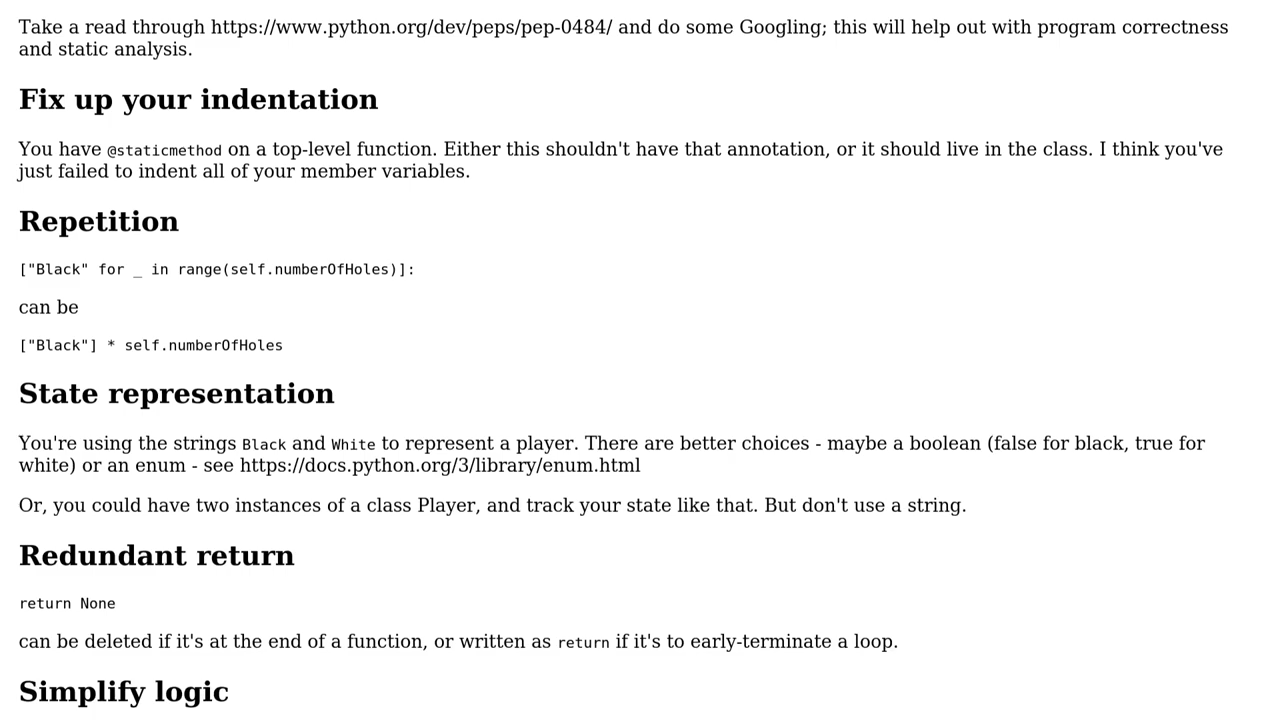 Take a read through https://www.python.org/dev/peps/pep-0484/ and do some Googling; this will help out with program correctness
and static analysis.
Fix up your indentation
You have @staticmethod on a top-level function. Either this shouldn't have that annotation, or it should live in the class. I think you've
just failed to indent all of your member variables.
Repetition
["Black" for _ in range(self.numberOfHoles)]:
can be
["Black"] * self.numberOfHoles
State representation
You're using the strings Black and White to represent a player. There are better choices - maybe a boolean (false for black, true for
white) or an enum - see https://docs.python.org/3/library/enum.html
Or, you could have two instances of a class Player, and track your state like that. But don't use a string.
Redundant return
return None
can be deleted if it's at the end of a function, or written as return if it's to early-terminate a loop.
Simplify logic